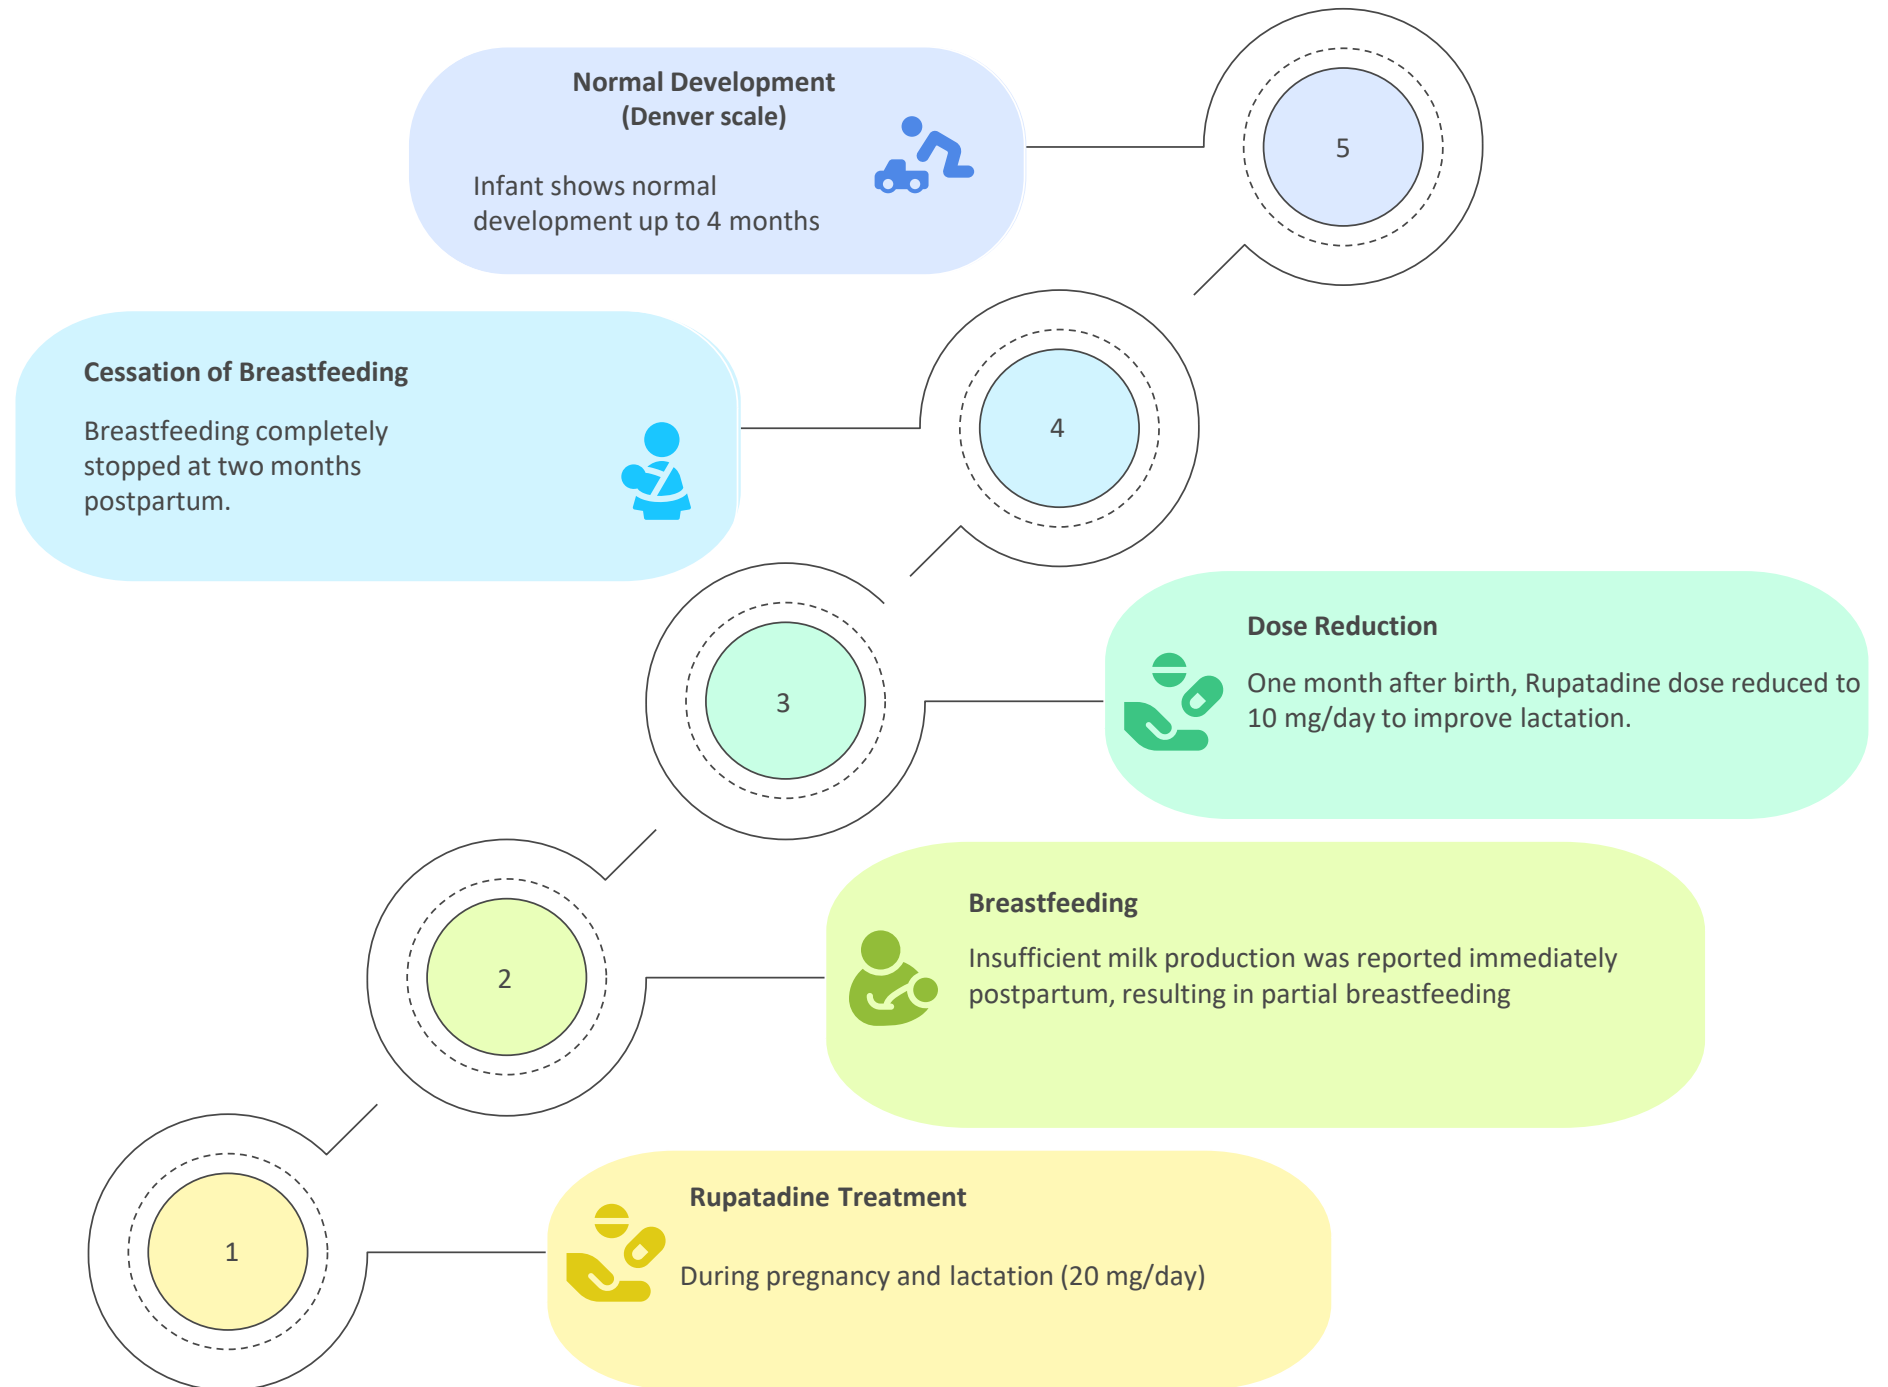 Normal Development
(Denver scale)
Infant shows normal
development up to 4 months
5
Cessation of Breastfeeding
Breastfeeding completely
stopped at two months
postpartum.
4
3
Dose Reduction
One month after birth, Rupatadine dose reduced to
10 mg/day to improve lactation.
2
Breastfeeding
Insufficient milk production was reported immediately
postpartum, resulting in partial breastfeeding
1
Rupatadine Treatment
During pregnancy and lactation (20 mg/day)